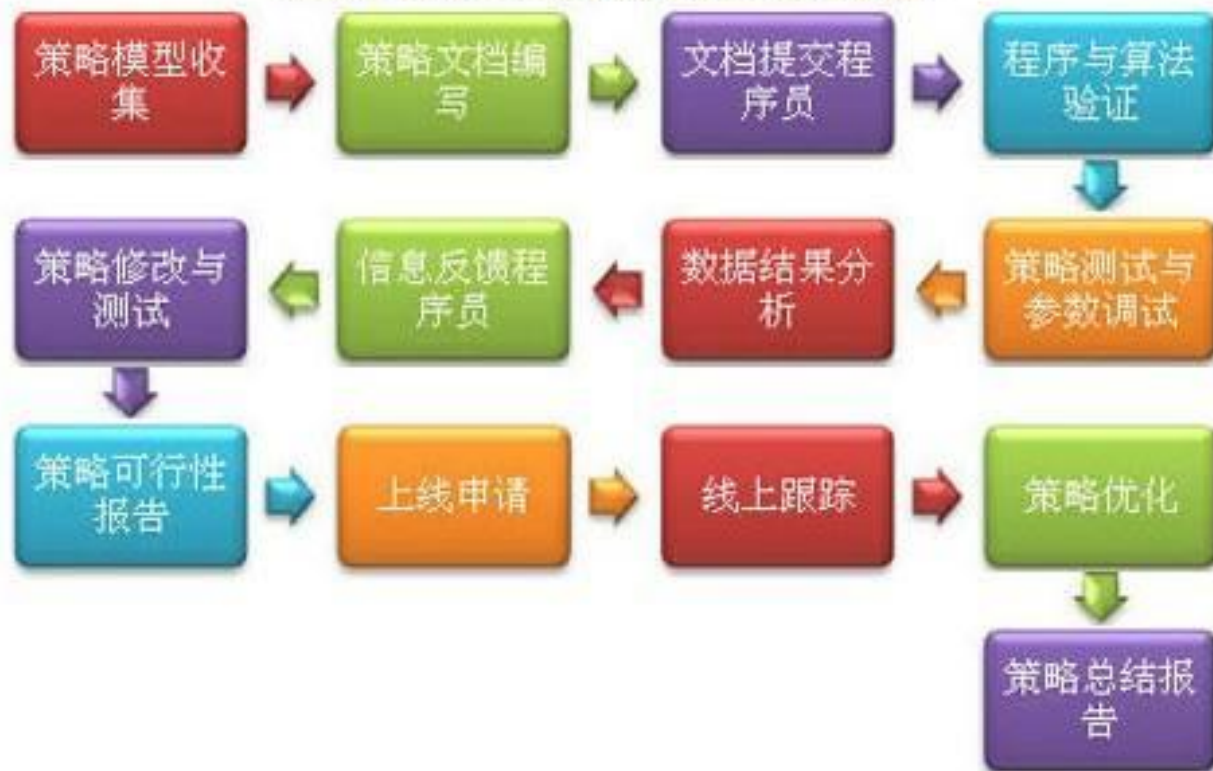 策略模型收
集
策略文档编
写
文档提交程
序员
程序与算法
验证
策略测试与
参数调试
数据结果分
析
信息反馈程
序员
策略修改与
测试
策略可行性
报告
上线申请
线上跟踪
策略优化
策略总结报
告